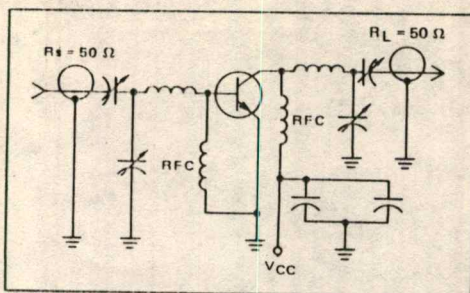 Rs = 50 Ω
RL = 50 Ω
RFC
RFC
VCC